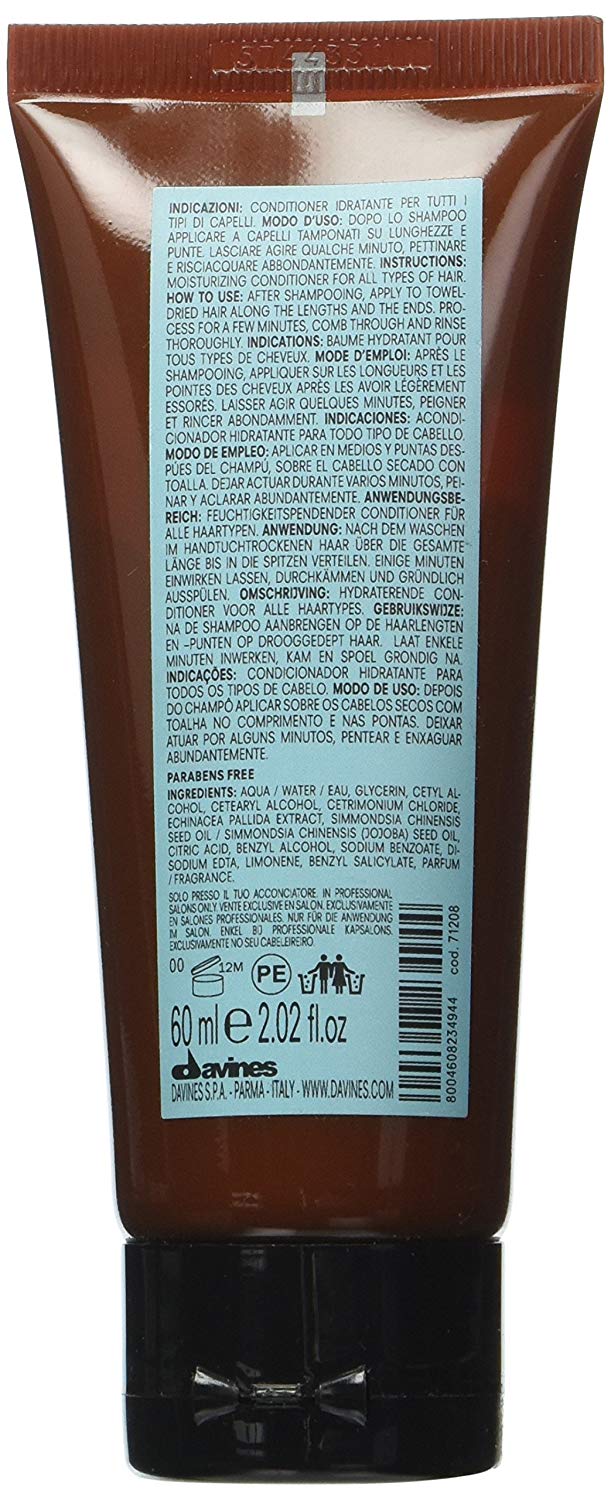 INDICAZIONI: CONDITIONER IDRATANTE PER TUTTI I
TIPI DI CAPELLI. MODO D'USO: DOPO LO SHAMPOO
APPLICARE A CAPELLI TAMPONATI SU LUNGHEZZE E
PUNTE. LASCIARE AGIRE QUALCHE MINUTO, PETTINARE
E RISCIACQUARE ABBONDANTEMENTE. INSTRUCTIONS:
MOISTURIZING CONDITIONER FOR ALL TYPES OF HAIR.
HOW TO USE: AFTER SHAMPOOING, APPLY TO TOWEL-
DRIED HAIR ALONG THE LENGTHS AND THE ENDS. PRO-
CESS FOR A FEW MINUTES, COMB THROUGH AND RINSE
THOROUGHLY. INDICATIONS: BAUME HYDRATANT POUR
TOUS TYPES DE CHEVEUX. MODE D'EMPLOI: APRÈS LE
SHAMPOOING, APPLIQUER SUR LES LONGUEURS ET LES
POINTES DES CHEVEUX APRÈS LES AVOIR LÉGÈREMENT
ESSORÉS. LAISSER AGIR QUELQUES MINUTES, PEIGNER
ET RINCER ABONDAMMENT. INDICACIONES: ACONDI-
CIONADOR HIDRATANTE PARA TODO TIPO DE CABELLO.
MODO DE EMPLEO: APLICAR EN MEDIOS Y PUNTAS DES-
PÚES DEL CHAMPÚ, SOBRE EL CABELLO SECADO CON
TOALLA. DEJAR ACTUAR DURANTE VARIOS MINUTOS, PEI-
NAR Y ACLARAR ABUNDANTEMENTE. ANWENDUNGSBE-
REICH: FEUCHTIGKEITSPENDENDER CONDITIONER FÜR
ALLE HAARTYPEN. ANWENDUNG: NACH DEM WASCHEN
IM HANDTUCHTROCKENEN HAAR ÜBER DIE GESAMTE
LÄNGE BIS IN DIE SPITZEN VERTEILEN. EINIGE MINUTEN
EINWIRKEN LASSEN, DURCHKÄMMEN UND GRÜNDLICH
AUSSPÜLEN. OMSCHRIJVING: HYDRATERENDE CON-
DITIONER VOOR ALLE HAARTYPES. GEBRUIKSWIJZE:
NA DE SHAMPOO AANBRENGEN OP DE HAARLENGTEN
EN –PUNTEN OP DROOGGEDEPT HAAR. LAAT ENKELE
MINUTEN INWERKEN, KAM EN SPOEL GRONDIG NA.
INDICAÇÕES: CONDICIONADOR HIDRATANTE PARA
TODOS OS TIPOS DE CABELO. MODO DE USO: DEPOIS
DO CHAMPÓ APLICAR SOBRE OS CABELOS SECOS COM
TOALHA NO COMPRIMENTO E NAS PONTAS. DEIXAR
ATUAR POR ALGUNS MINUTOS, PENTEAR E ENXAGUAR
ABUNDANTEMENTE.
PARABENS FREE
INGREDIENTS: AQUA / WATER / EAU, GLYCERIN, CETYL AL-
COHOL, CETEARYL ALCOHOL, CETRIMONIUM CHLORIDE,
ECHINACEA PALLIDA EXTRACT, SIMMONDSIA CHINENSIS
SEED OIL / SIMMONDSIA CHINENSIS (JOJOBA) SEED OIL,
CITRIC ACID, BENZYL ALCOHOL, SODIUM BENZOATE, DI-
SODIUM EDTA, LIMONENE, BENZYL SALICYLATE, PARFUM
/ FRAGRANCE.
SOLO PRESSO IL TUO ACCONCIATORE. IN PROFESSIONAL
SALONS ONLY. VENTE EXCLUSIVE EN SALON. EXCLUSIVAMENTE
EN SALONES PROFESIONALES. NUR FÜR DIE ANWENDUNG
IM SALON. ENKEL BIJ PROFESSIONALE KAPSALONS.
EXCLUSIVAMENTE NO SEU CABELEIREIRO.
00 12M PE
60 ml e 2.02 fl.oz
davines
DAVINES S.P.A. - PARMA - ITALY - WWW.DAVINES.COM
8004608234944
cod. 71208